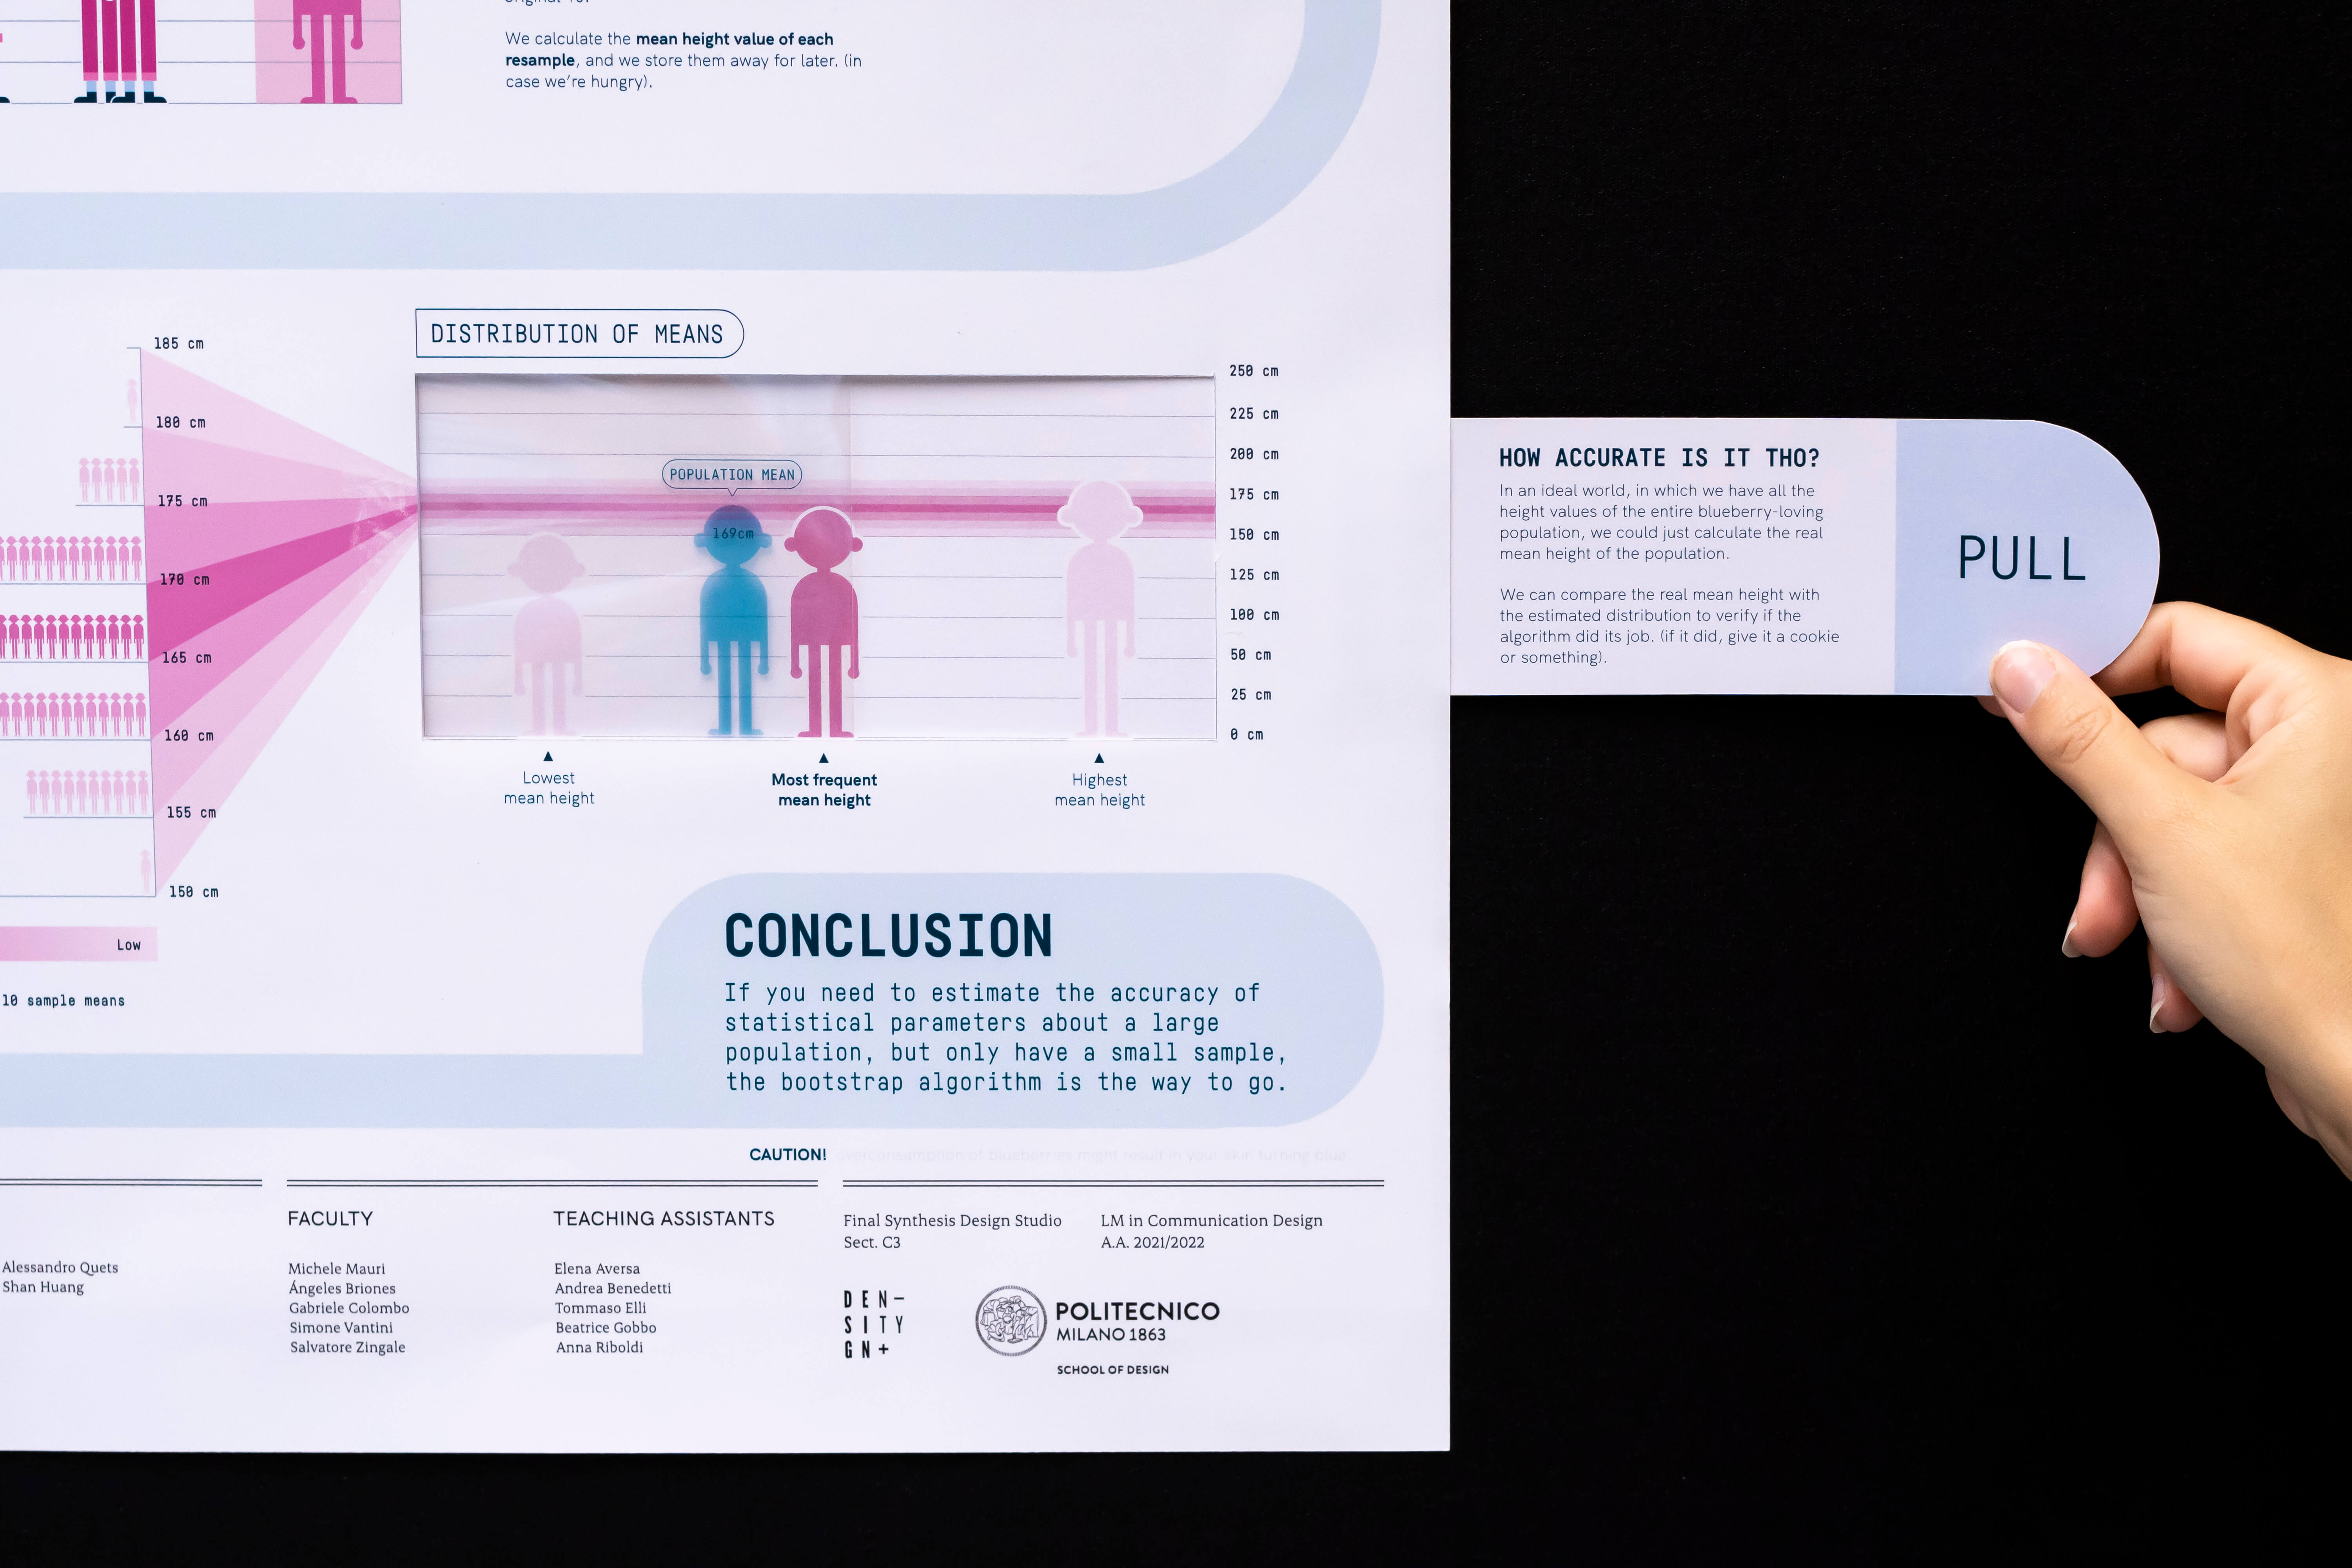 We calculate the mean height value of each
resample, and we store them away for later. (in
case we're hungry).
DISTRIBUTION OF MEANS
185 cm
180 cm
175 cm
170 cm
165 cm
160 cm
155 cm
150 cm
Low
10 sample means
250 cm
225 cm
200 cm
175 cm
150 cm
125 cm
100 cm
50 cm
25 cm
0 cm
POPULATION MEAN
169cm
Lowest
mean height
Most frequent
mean height
Highest
mean height
HOW ACCURATE IS IT THO?
In an ideal world, in which we have all the
height values of the entire blueberry-loving
population, we could just calculate the real
mean height of the population.
We can compare the real mean height with
the estimated distribution to verify if the
algorithm did its job. (if it did, give it a cookie
or something).
PULL
CONCLUSION
If you need to estimate the accuracy of
statistical parameters about a large
population, but only have a small sample,
the bootstrap algorithm is the way to go.
CAUTION! overconsumption of blueberries might result in your skin turning blue.
Alessandro Quets
Shan Huang
FACULTY
Michele Mauri
Ángeles Briones
Gabriele Colombo
Simone Vantini
Salvatore Zingale
TEACHING ASSISTANTS
Elena Aversa
Andrea Benedetti
Tommaso Elli
Beatrice Gobbo
Anna Riboldi
Final Synthesis Design Studio
Sect. C3
LM in Communication Design
A.A. 2021/2022
DEN-
SITY
GN+
POLITECNICO
MILANO 1863
SCHOOL OF DESIGN